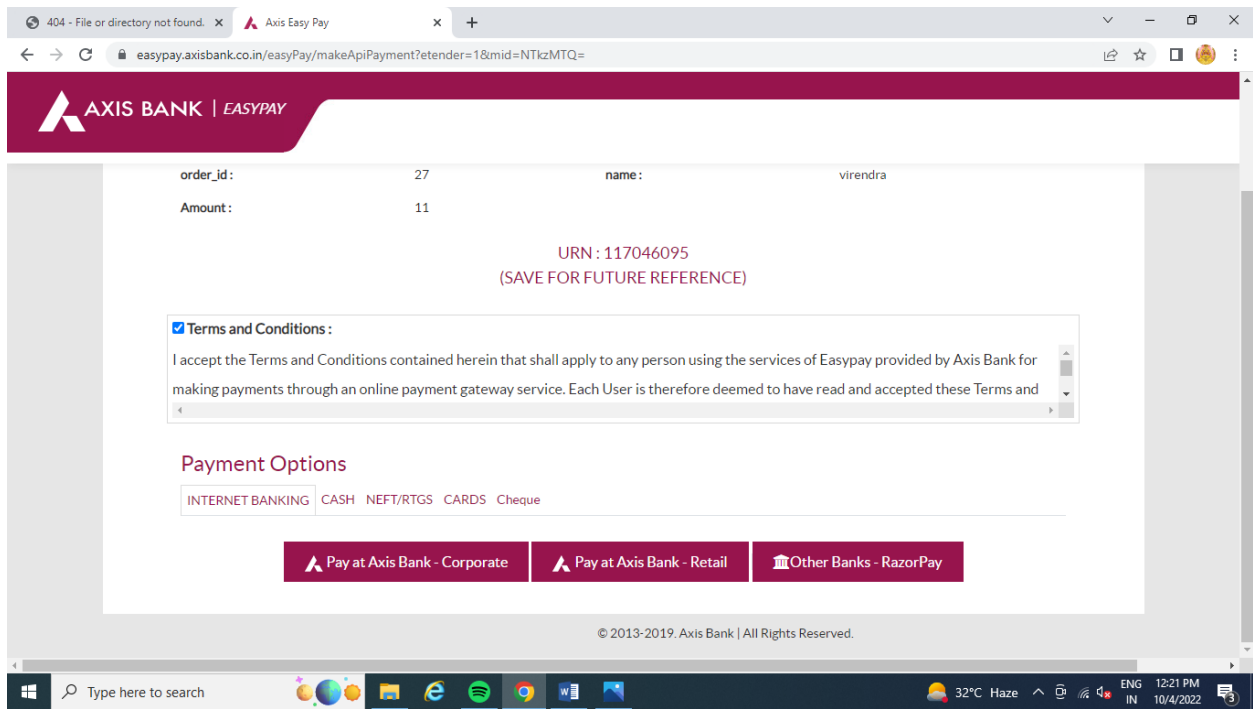 404 - File or directory not found.
Axis Easy Pay
easypay.axisbank.co.in/easyPay/makeApiPayment?etender=1&mid=NTkzMTQ=
AXIS BANK | EASYPAY
order_id : 27 name : virendra
Amount : 11
URN : 117046095
(SAVE FOR FUTURE REFERENCE)
Terms and Conditions :
I accept the Terms and Conditions contained herein that shall apply to any person using the services of Easypay provided by Axis Bank for
making payments through an online payment gateway service. Each User is therefore deemed to have read and accepted these Terms and
Payment Options
INTERNET BANKING CASH NEFT/RTGS CARDS Cheque
Pay at Axis Bank - Corporate
Pay at Axis Bank - Retail
Other Banks - RazorPay
© 2013-2019. Axis Bank | All Rights Reserved.
Type here to search
32°C Haze
ENG
IN
12:21 PM
10/4/2022
3